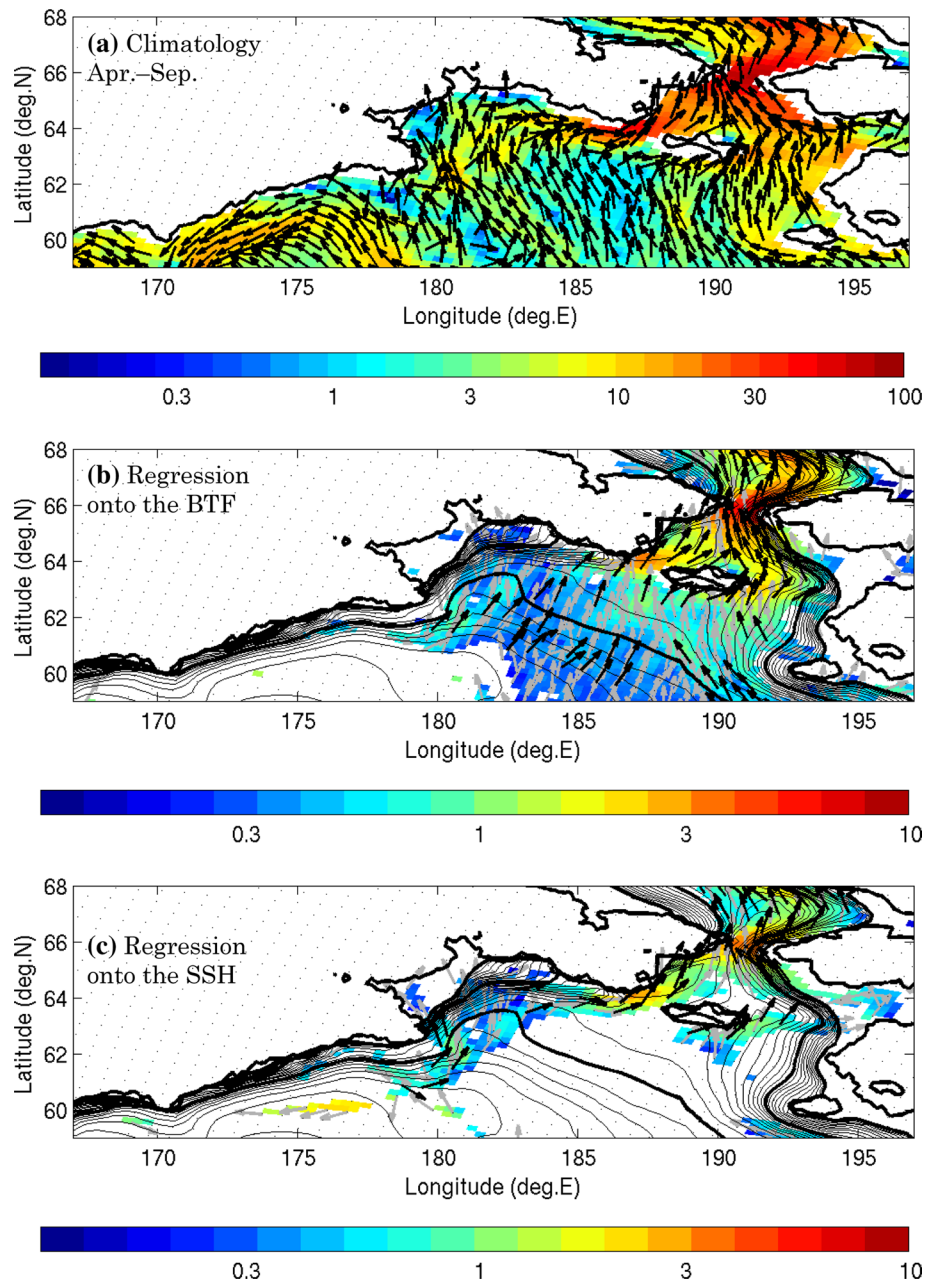 (a) Climatology
Apr.–Sep.
68
66
64
62
60
Latitude (deg.N)
170 175 180 185 190 195
Longitude (deg.E)
0.3 1 3 10 30 100
(b) Regression
onto the BTF
68
66
64
62
60
Latitude (deg.N)
170 175 180 185 190 195
Longitude (deg.E)
0.3 1 3 10
(c) Regression
onto the SSH
68
66
64
62
60
Latitude (deg.N)
170 175 180 185 190 195
Longitude (deg.E)
0.3 1 3 10